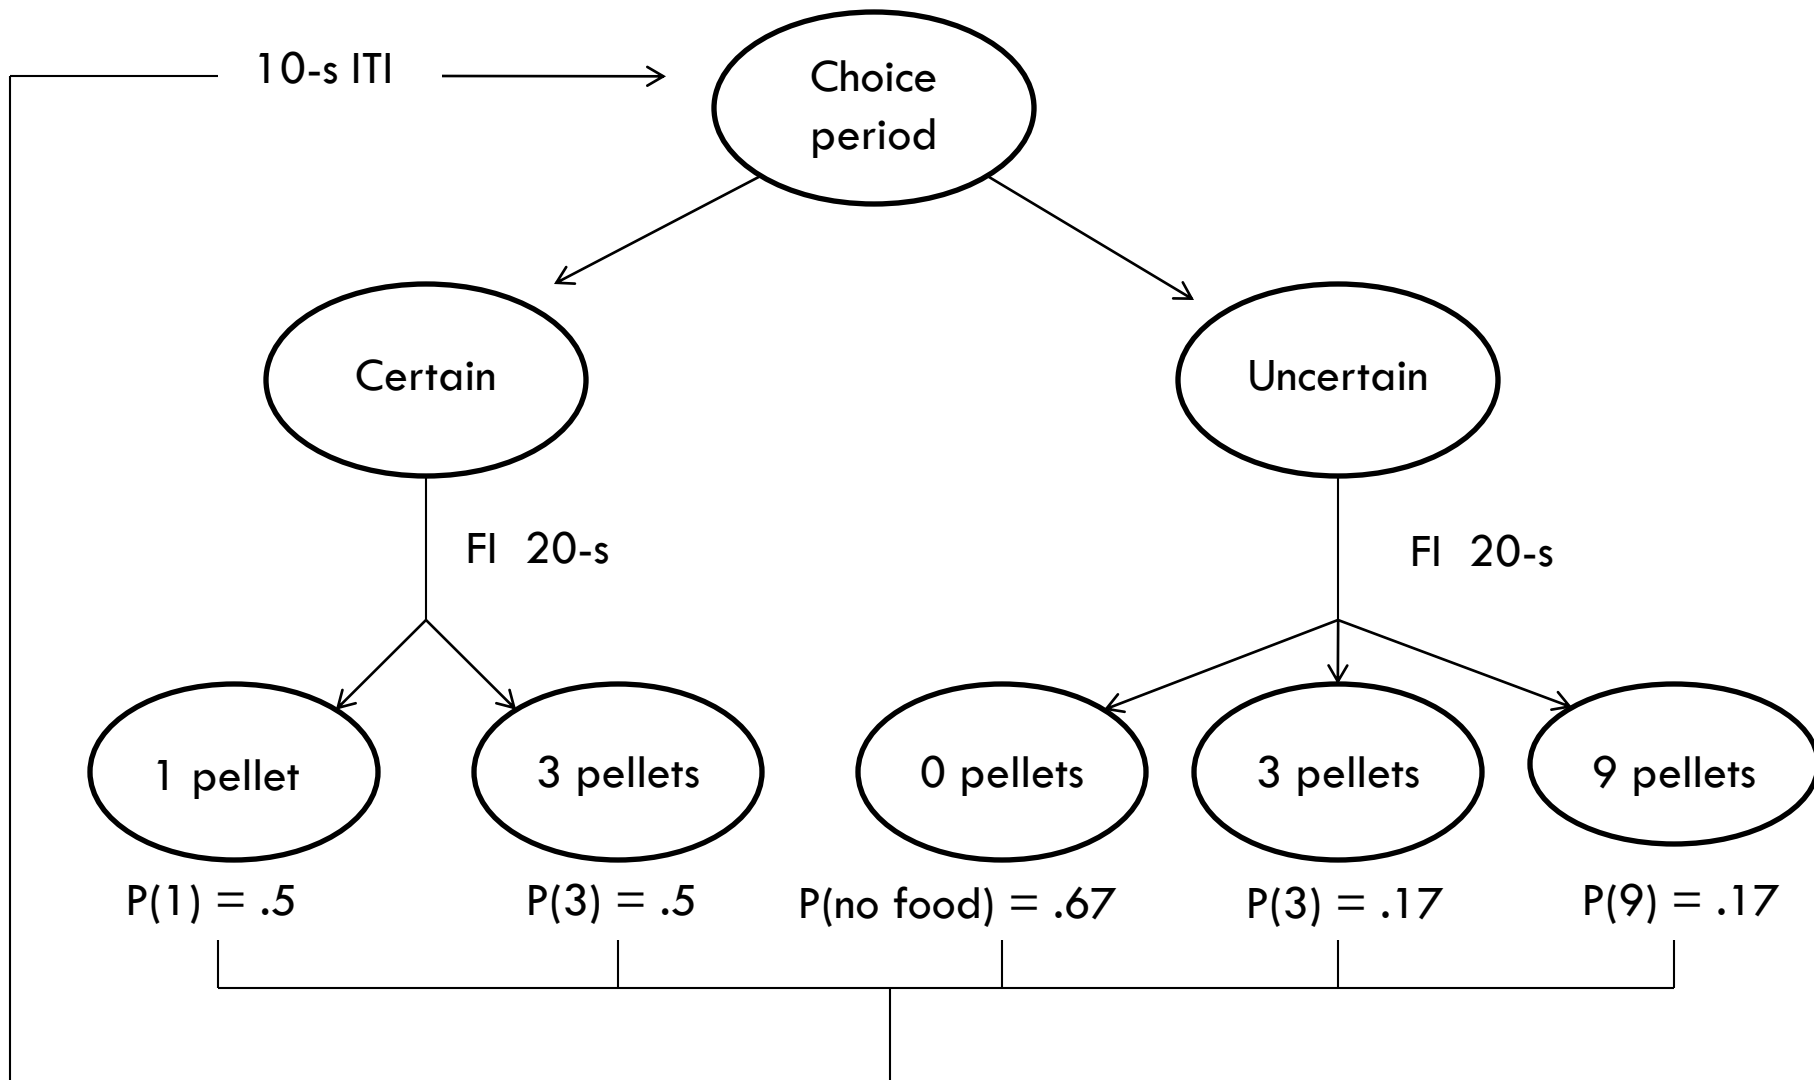 10-s ITI
Choice
period
Certain
Uncertain
FI 20-s
FI 20-s
1 pellet
3 pellets
0 pellets
3 pellets
9 pellets
P(1) = .5
P(3) = .5
P(no food) = .67
P(3) = .17
P(9) = .17